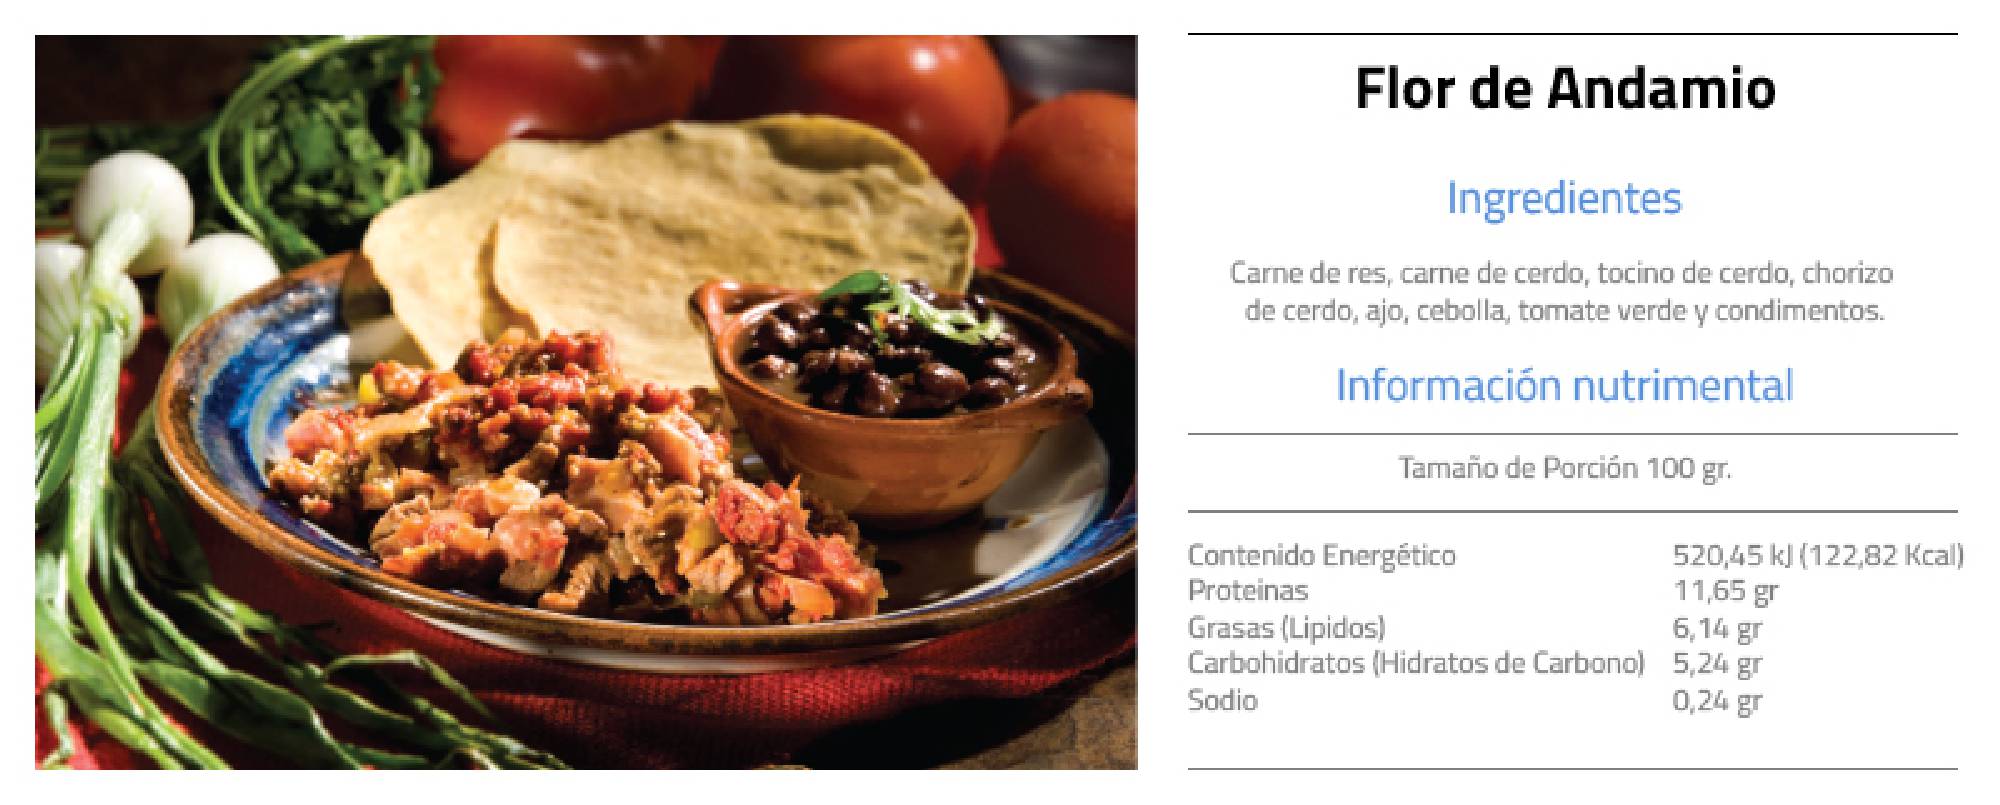 Flor de Andamio
Ingredientes
Carne de res, carne de cerdo, tocino de cerdo, chorizo
de cerdo, ajo, cebolla, tomate verde y condimentos.
Información nutrimental
Tamaño de Porción 100 gr.
Contenido Energético 520,45 kJ (122,82 Kcal)
Proteinas 11,65 gr
Grasas (Lipidos) 6,14 gr
Carbohidratos (Hidratos de Carbono) 5,24 gr
Sodio 0,24 gr